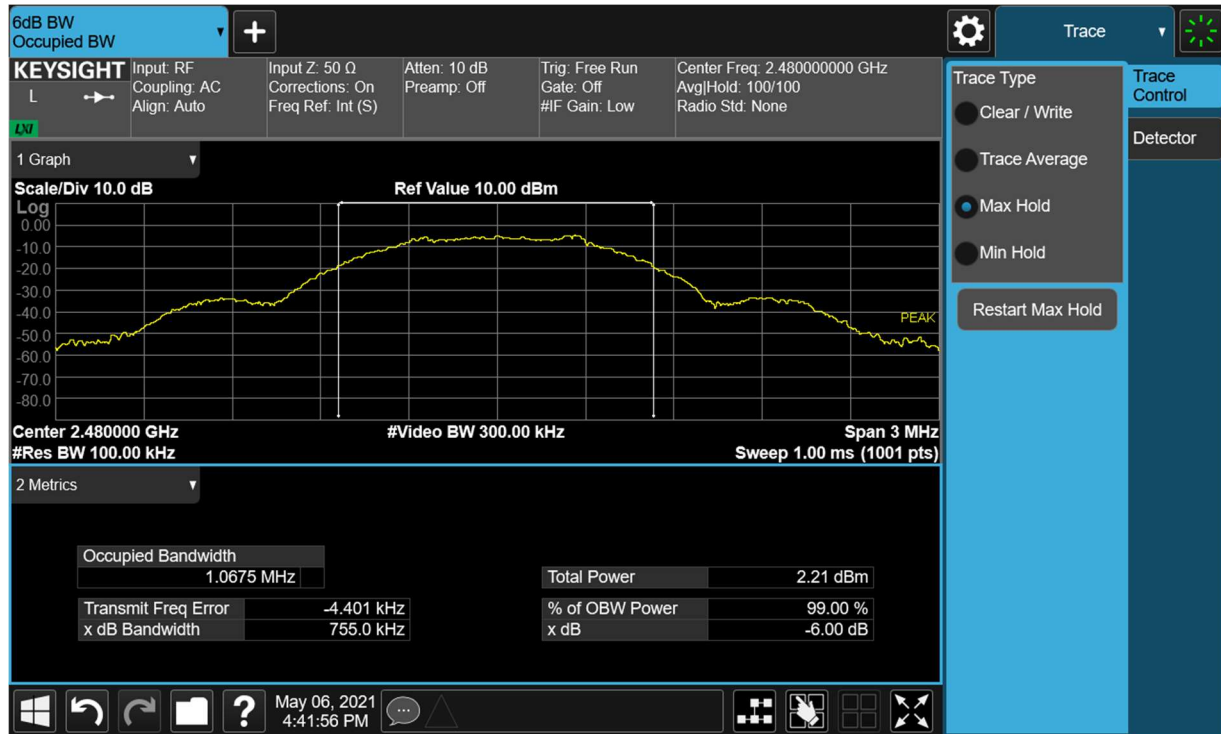 6dB BW
Occupied BW
+
Trace
KEYSIGHT
L
LXI
Input: RF
Coupling: AC
Align: Auto
Input Z: 50 Ω
Corrections: On
Freq Ref: Int (S)
Atten: 10 dB
Preamp: Off
Trig: Free Run
Gate: Off
#IF Gain: Low
Center Freq: 2.480000000 GHz
Avg|Hold: 100/100
Radio Std: None
1 Graph
Scale/Div 10.0 dB
Ref Value 10.00 dBm
Log
0.00
-10.0
-20.0
-30.0
-40.0
-50.0
-60.0
-70.0
-80.0
PEAK
Center 2.480000 GHz
#Video BW 300.00 kHz
Span 3 MHz
#Res BW 100.00 kHz
Sweep 1.00 ms (1001 pts)
2 Metrics
Occupied Bandwidth
1.0675 MHz
Total Power 2.21 dBm
Transmit Freq Error -4.401 kHz
% of OBW Power 99.00 %
x dB Bandwidth 755.0 kHz
x dB -6.00 dB
Trace Type
Clear / Write
Trace Average
Max Hold
Min Hold
Restart Max Hold
Trace
Control
Detector
?
May 06, 2021
4:41:56 PM